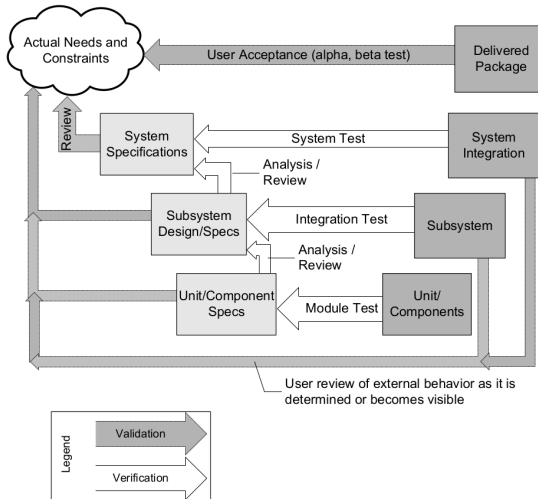 Actual Needs and
Constraints
User Acceptance (alpha, beta test)
Delivered
Package
Review
System
Specifications
System Test
System
Integration
Analysis /
Review
Subsystem
Design/Specs
Integration Test
Subsystem
Analysis /
Review
Unit/Component
Specs
Module Test
Unit/
Components
User review of external behavior as it is
determined or becomes visible
Legend
Validation
Verification